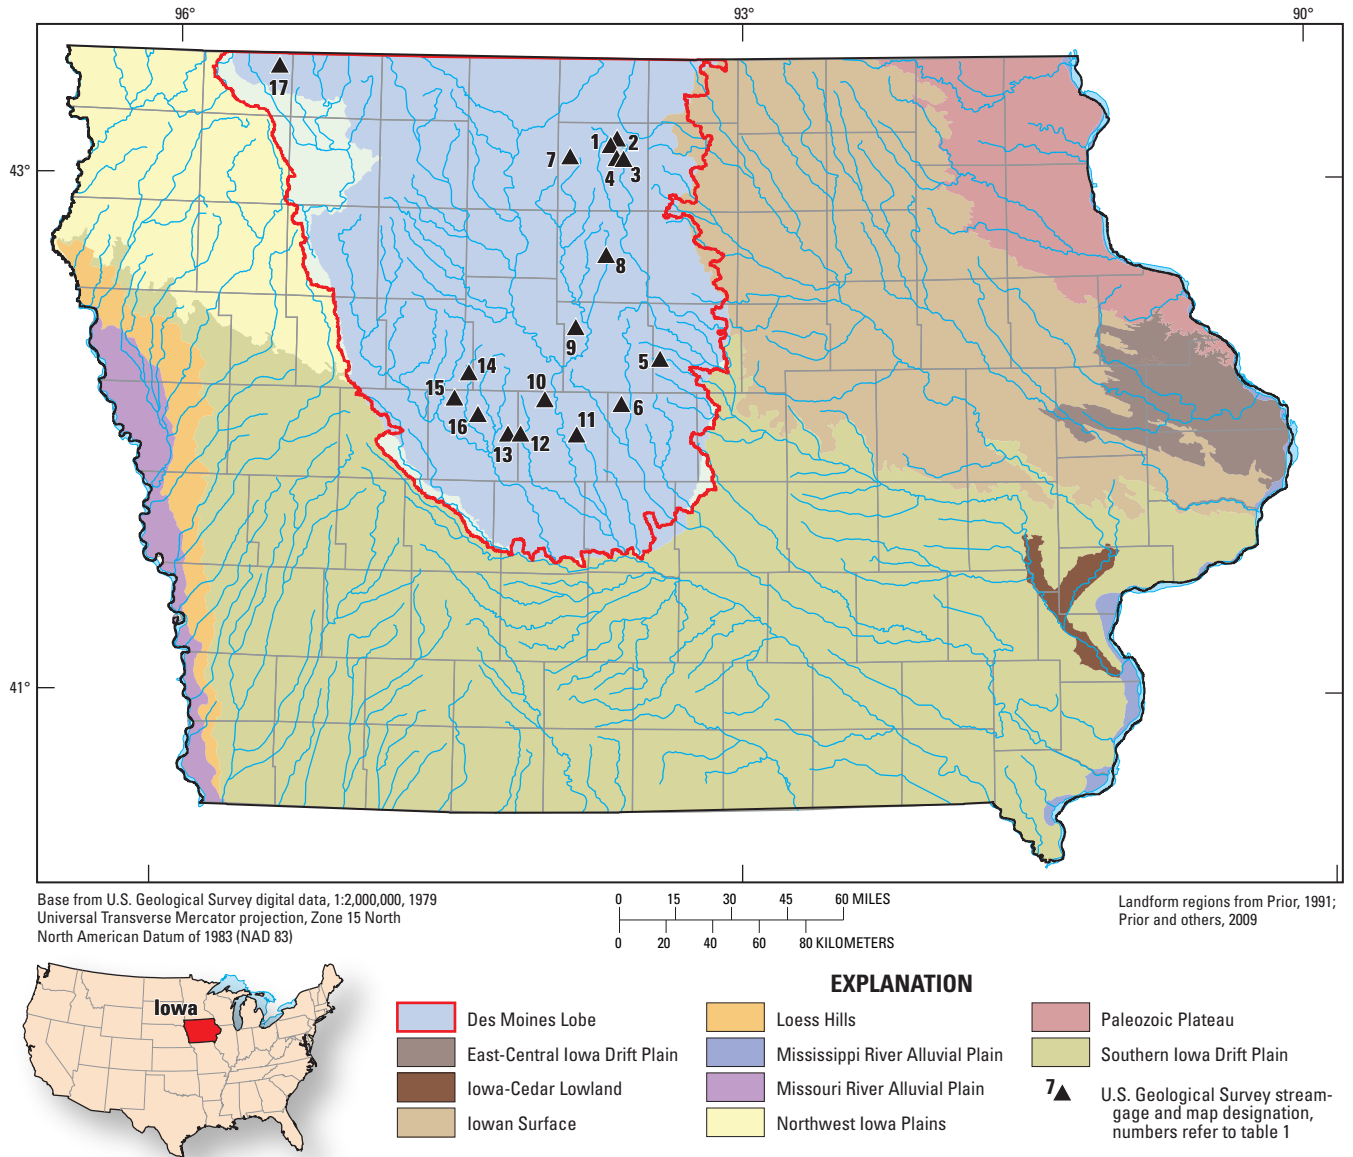 96°
93°
90°
17
1
2
7
4
3
43°
8
9
5
14
10
15
6
16
11
13
12
41°
Base from U.S. Geological Survey digital data, 1:2,000,000, 1979
Universal Transverse Mercator projection, Zone 15 North
North American Datum of 1983 (NAD 83)
0 15 30 45 60 MILES
0 20 40 60 80 KILOMETERS
Landform regions from Prior, 1991;
Prior and others, 2009
Iowa
EXPLANATION
Des Moines Lobe
East-Central Iowa Drift Plain
Iowa-Cedar Lowland
Iowan Surface
Loess Hills
Mississippi River Alluvial Plain
Missouri River Alluvial Plain
Northwest Iowa Plains
Paleozoic Plateau
Southern Iowa Drift Plain
7
U.S. Geological Survey stream-
gage and map designation,
numbers refer to table 1